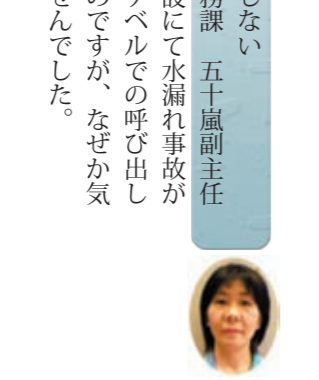 しない
務課　五十嵐副主任
設にて水漏れ事故が
ベルでの呼び出し
のですが、なぜか気
せんでした。